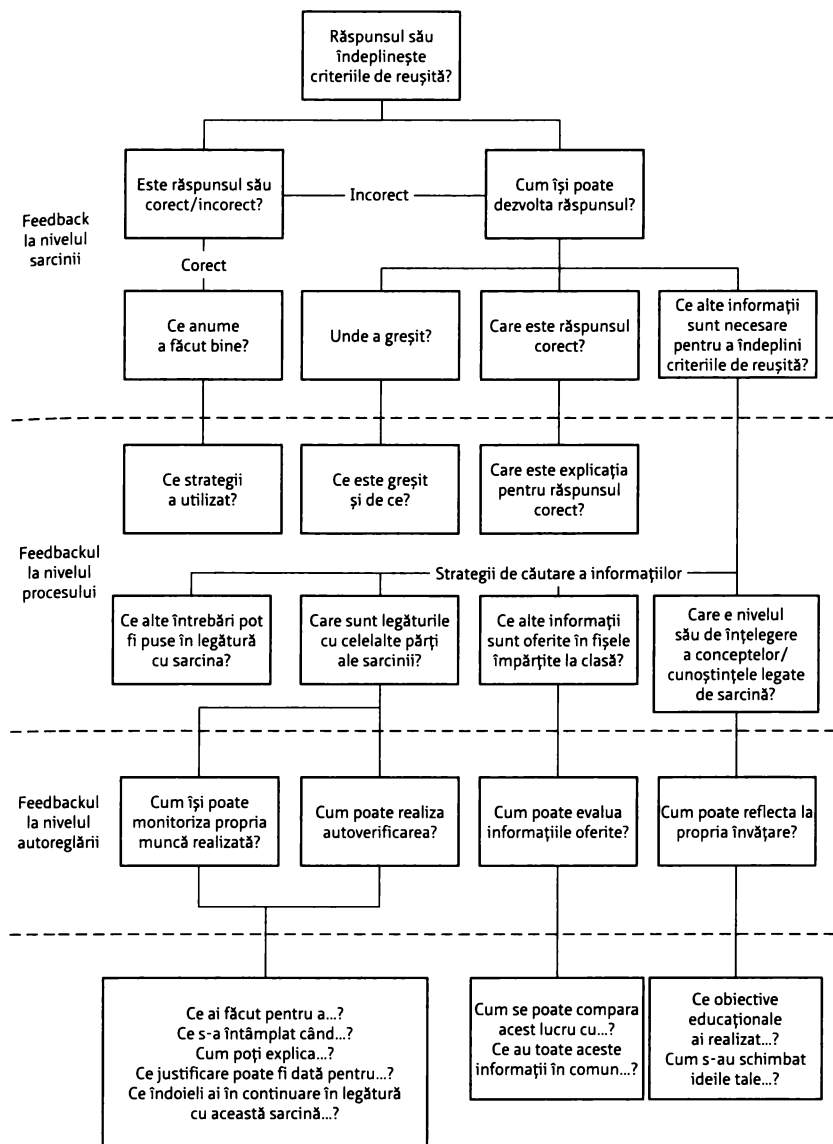 Răspunsul său
îndeplinește
criteriile de reușită?
Feedback
la nivelul
sarcinii
Este răspunsul său
corect/incorect?
Incorect
Cum își poate
dezvolta răspunsul?
Corect
Ce anume
a făcut bine?
Unde a greșit?
Care este răspunsul
corect?
Ce alte informații
sunt necesare
pentru a îndeplini
criteriile de reușită?
Feedbackul
la nivelul
procesului
Ce strategii
a utilizat?
Ce este greșit
și de ce?
Care este explicația
pentru răspunsul
corect?
Strategii de căutare a informațiilor
Ce alte întrebări pot
fi puse în legătură
cu sarcina?
Care sunt legăturile
cu celelalte părți
ale sarcinii?
Ce alte informații
sunt oferite în fișele
împărțite la clasă?
Care e nivelul
său de înțelegere
a conceptelor/
cunoștințele legate
de sarcină?
Feedbackul
la nivelul
autoreglării
Cum își poate
monitoriza propria
muncă realizată?
Cum poate realiza
autoverificarea?
Cum poate evalua
informațiile oferite?
Cum poate reflecta la
propria învățare?
Ce ai făcut pentru a...?
Ce s-a întâmplat când...?
Cum poți explica...?
Ce justificare poate fi dată pentru...?
Ce îndoieli ai în continuare în legătură
cu această sarcină...?
Cum se poate compara
acest lucru cu...?
Ce au toate aceste
informații în comun...?
Ce obiective
educaționale
ai realizat...?
Cum s-au schimbat
ideile tale...?